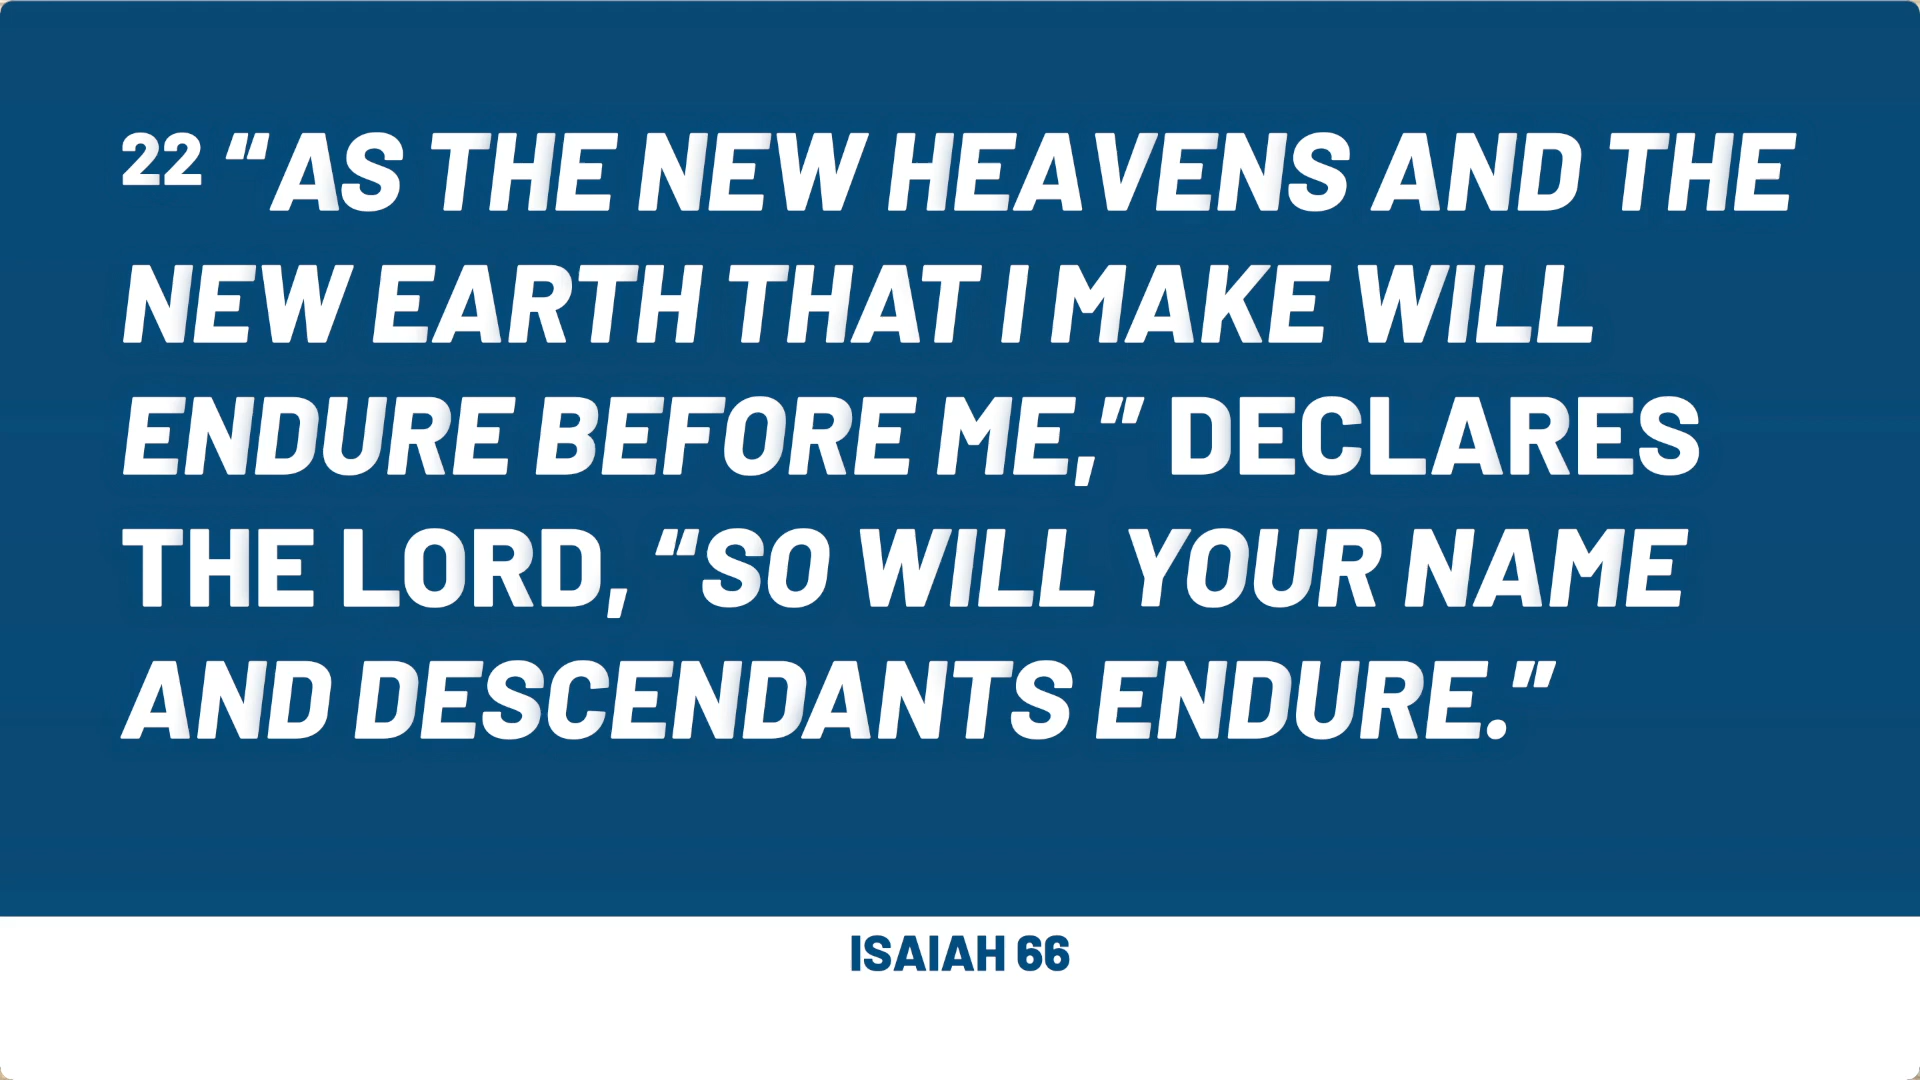 22 “AS THE NEW HEAVENS AND THE
NEW EARTH THAT I MAKE WILL
ENDURE BEFORE ME,” DECLARES
THE LORD, “SO WILL YOUR NAME
AND DESCENDANTS ENDURE.”
ISAIAH 66